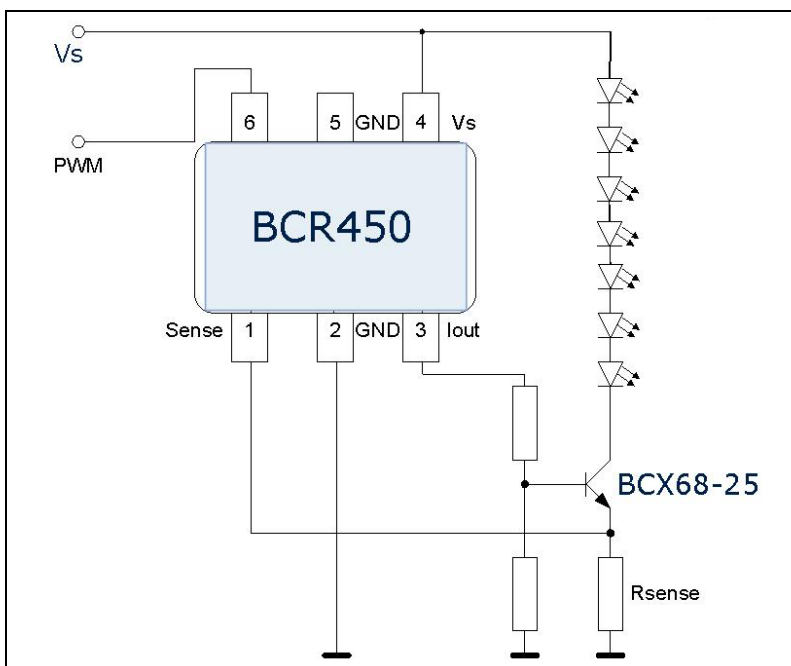 Vs
6
5
GND
4
Vs
PWM
BCR450
Sense
1
2
GND
3
Iout
BCX68-25
Rsense